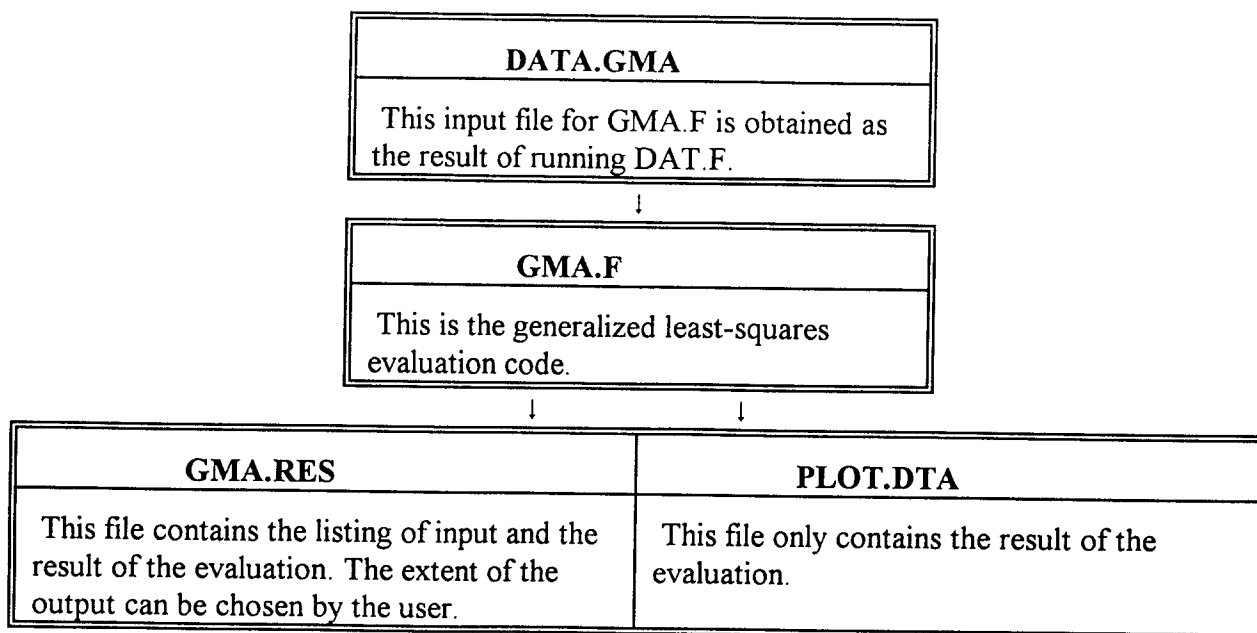 DATA.GMA
This input file for GMA.F is obtained as
the result of running DAT.F.
↓
GMA.F
This is the generalized least-squares
evaluation code.
↓ ↓
GMA.RES
This file contains the listing of input and the
result of the evaluation. The extent of the
output can be chosen by the user.
PLOT.DTA
This file only contains the result of the
evaluation.